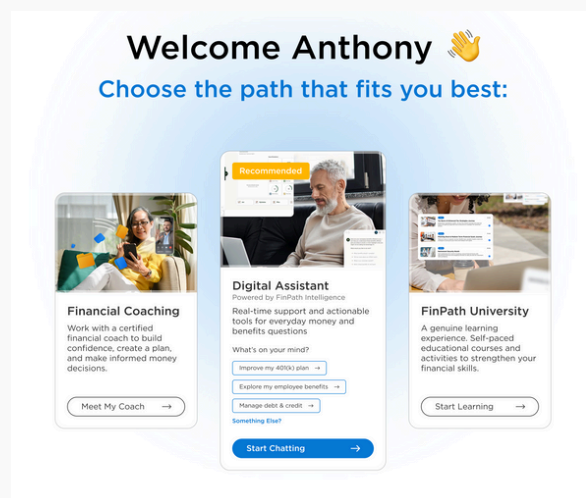 Welcome Anthony 👋
Choose the path that fits you best:
Financial Coaching
Work with a certified
financial coach to build
confidence, create a plan,
and make informed money
decisions.
Meet My Coach →
Recommended
Digital Assistant
Powered by FinPath Intelligence
Real-time support and actionable
tools for everyday money and
benefits questions
What's on your mind?
Improve my 401(k) plan →
Explore my employee benefits →
Manage debt & credit →
Something Else?
Start Chatting →
FinPath University
A genuine learning
experience. Self-paced
educational courses and
activities to strengthen your
financial skills.
Start Learning →